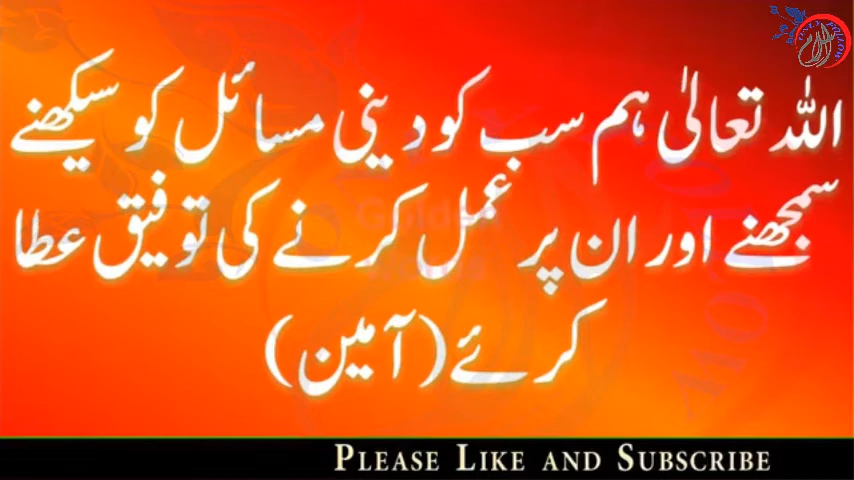 اللہ تعالیٰ ہم سب کو دینی مسائل کو سیکھنے
سمجھنے اور ان پر عمل کرنے کی توفیق عطا
کرئے (آمین)
PLEASE LIKE AND SUBSCRIBE